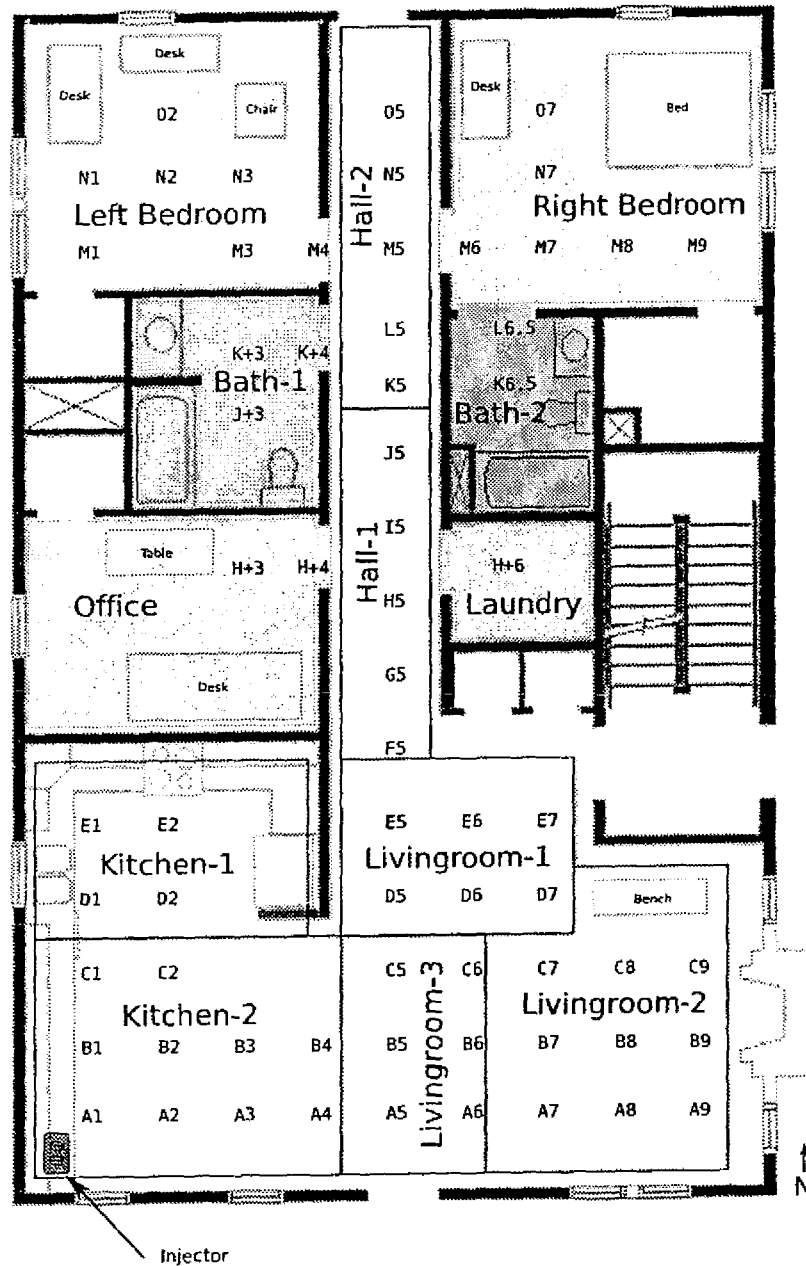 Desk
Desk
Chair
Desk
Bed
O2
O5
O7
N1 N2 N3
N5
N7
Left Bedroom
Hall-2
Right Bedroom
M1 M3 M4 M5 M6 M7 M8 M9
L5
L6,5
K+3 K+4
K5
K6,5
Bath-1
Bath-2
J+3
J5
I5
Table
H+3 H+4
H+6
Office
Hall-1
H5
Laundry
G5
Desk
F5
E1 E2
E5 E6 E7
Kitchen-1
Livingroom-1
D1 D2
D5 D6 D7
Bench
C1 C2
C5 C6 C7 C8 C9
Kitchen-2
Livingroom-3
Livingroom-2
B1 B2 B3 B4 B5 B6 B7 B8 B9
A1 A2 A3 A4 A5 A6 A7 A8 A9
N
Injector